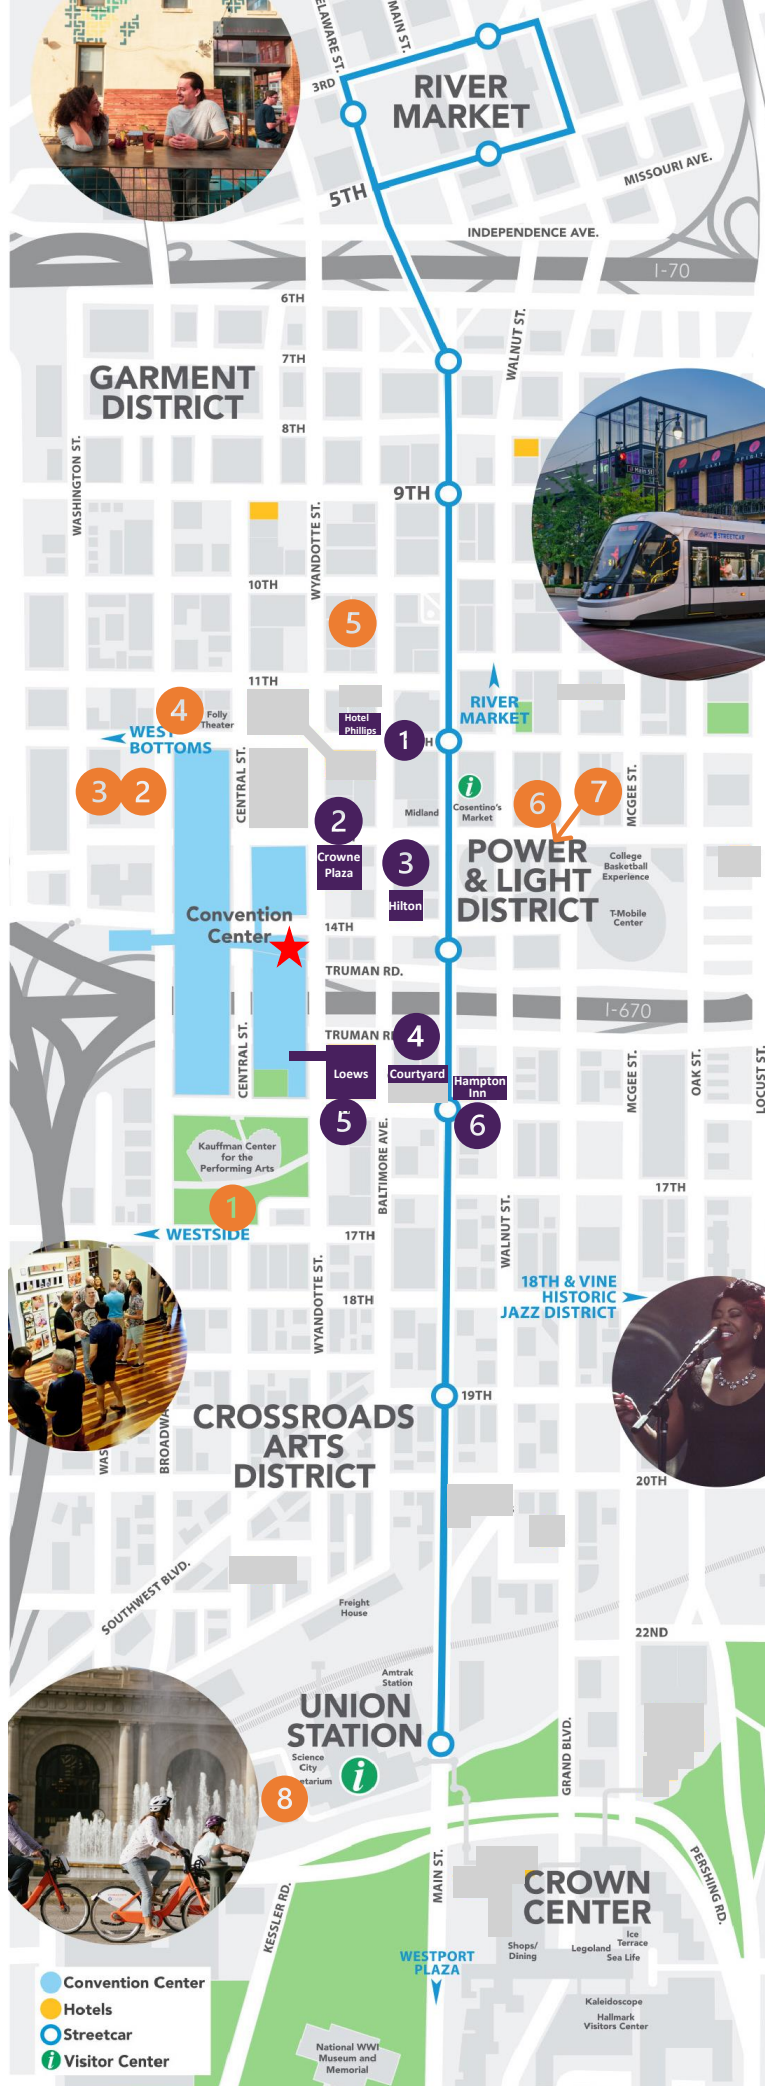 DELAWARE ST.
MAIN ST.
3RD
RIVER
MARKET
5TH
MISSOURI AVE.
INDEPENDENCE AVE.
I-70
6TH
WALNUT ST.
7TH
GARMENT
DISTRICT
8TH
WASHINGTON ST.
9TH
WYANDOTTE ST.
RideKC STREETCAR
10TH
5
11TH
4
Folly
Theater
WEST
BOTTOMS
Hotel
Phillips
1
H
RIVER
MARKET
3
2
CENTRAL ST.
2
i
Cosentino's
Market
Midland
6
7
MCGEE ST.
Crowne
Plaza
3
POWER
& LIGHT
DISTRICT
College
Basketball
Experience
Hilton
Convention
Center
14TH
T-Mobile
Center
TRUMAN RD.
I-670
TRUMAN R
4
CENTRAL ST.
Loews
Courtyard
Hampton
Inn
MCGEE ST.
OAK ST.
LOCUST ST.
5
6
Kauffman Center
for the
Performing Arts
BALTIMORE AVE.
1
17TH
WESTSIDE
17TH
WALNUT ST.
WYANDOTTE ST.
18TH
18TH & VINE
HISTORIC
JAZZ DISTRICT
19TH
CROSSROADS
ARTS
DISTRICT
WAS
BROADWA
20TH
SOUTHWEST BLVD.
Freight
House
22ND
Amtrak
Station
UNION
STATION
Science
City
etarium
i
8
GRAND BLVD.
MAIN ST.
PERSHING RD.
KESSLER RD.
CROWN
CENTER
Shops/
Dining
Legoland
Ice
Terrace
Sea Life
WESTPORT
PLAZA
Kaleidoscope
Hallmark
Visitors Center
Convention Center
Hotels
Streetcar
i Visitor Center
National WWI
Museum and
Memorial